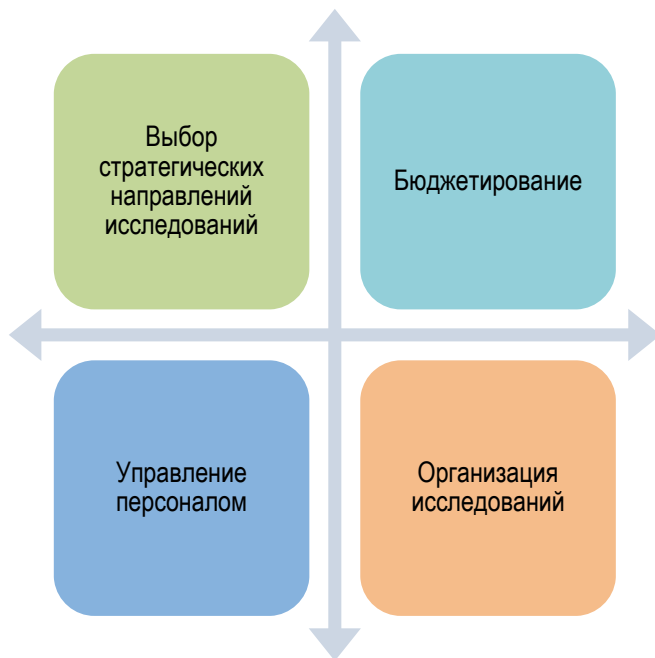 Выбор
стратегических
направлений
исследований
Бюджетирование
Управление
персоналом
Организация
исследований